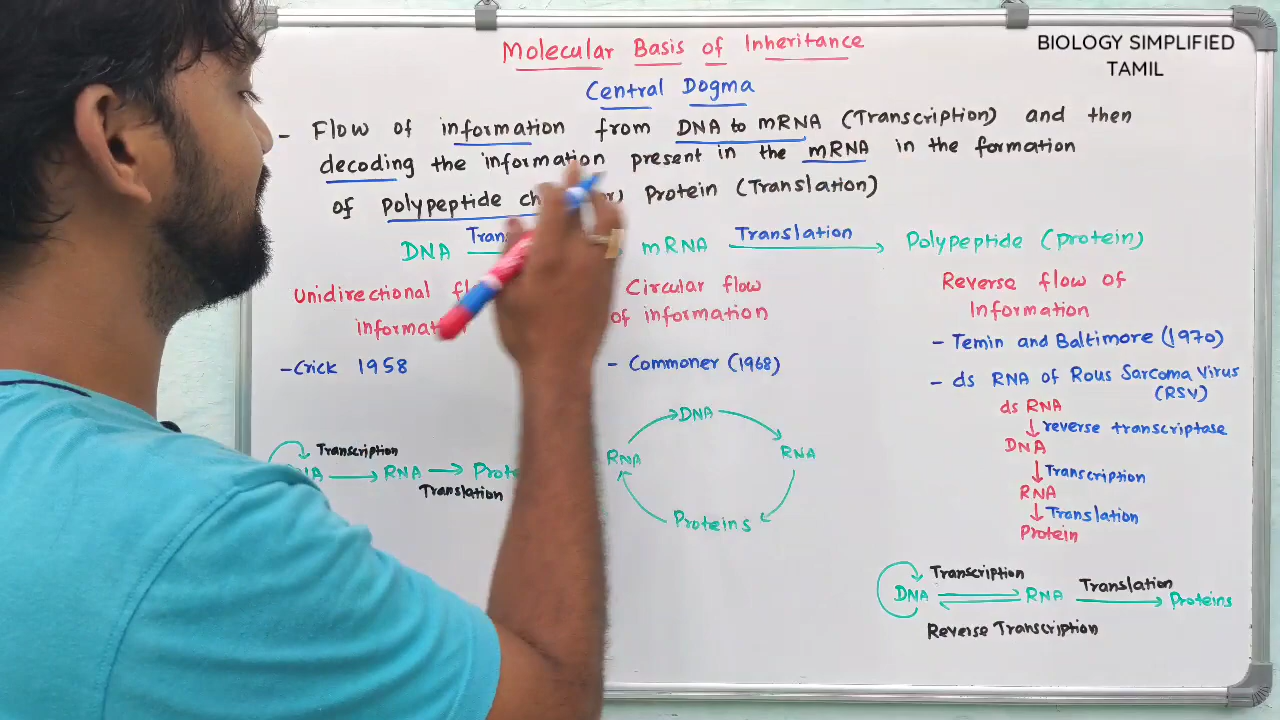 Molecular Basis of Inheritance
BIOLOGY SIMPLIFIED
TAMIL
Central Dogma
- Flow of information from DNA to mRNA (Transcription) and then
decoding the information present in the mRNA in the formation
of polypeptide Protein (Translation)
DNA mRNA Translation Polypeptide (protein)
Unidirectional
information
- Crick 1958
Transcription
RNA
Translation
Circular flow
of information
- Commoner (1968)
DNA
RNA RNA
Proteins
Reverse flow of
Information
- Temin and Baltimore (1970)
- ds RNA of Rous Sarcoma Virus
(RSV)
ds RNA
reverse transcriptase
DNA
Transcription
RNA
Translation
Protein
Transcription Translation
DNA RNA Proteins
Reverse Transcription